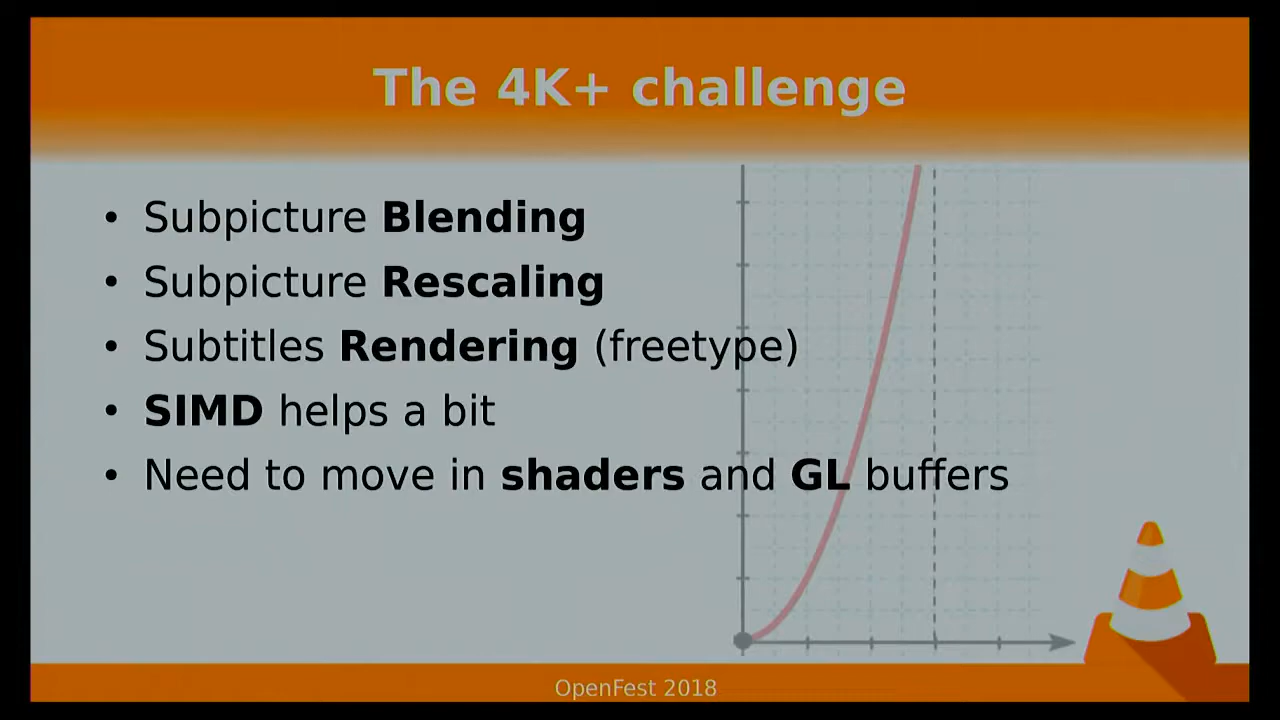 The 4K+ challenge
• Subpicture Blending
• Subpicture Rescaling
• Subtitles Rendering (freetype)
• SIMD helps a bit
• Need to move in shaders and GL buffers
OpenFest 2018